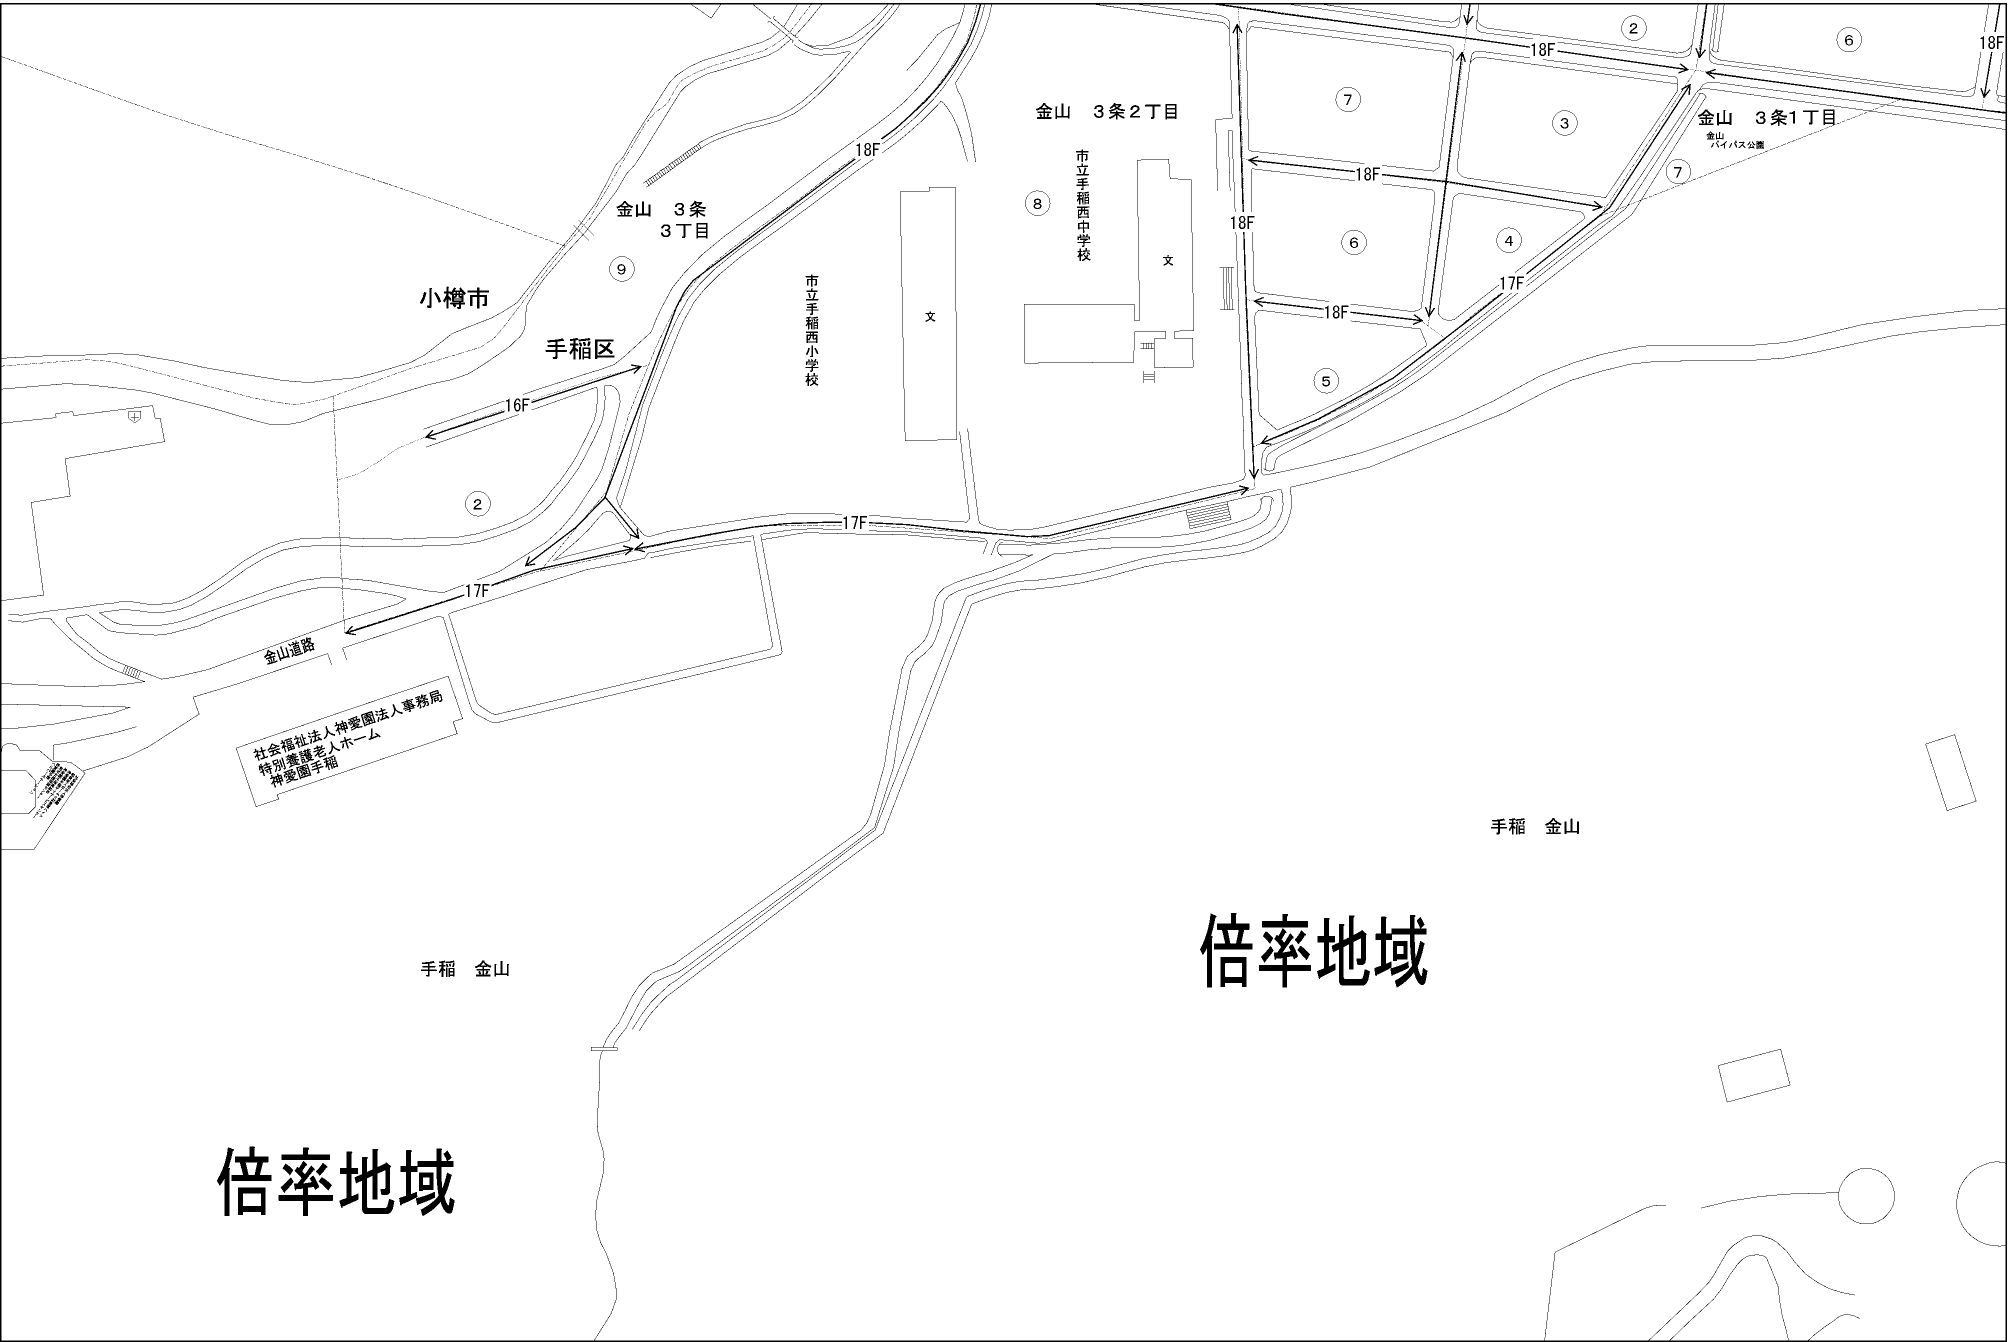 18F
②
⑥
18F
⑦
③
金山 3条2丁目
金山 3条1丁目
金山
バイパス公園
18F
市立手稲西中学校
18F
⑦
⑧
金山 3条
3丁目
18F
④
⑥
文
⑨
市立手稲西小学校
17F
小樽市
18F
文
手稲区
⑤
16F
②
17F
17F
金山道路
社会福祉法人神愛園法人事務局
特別養護老人ホーム
神愛園手稲
手稲 金山
倍率地域
手稲 金山
倍率地域